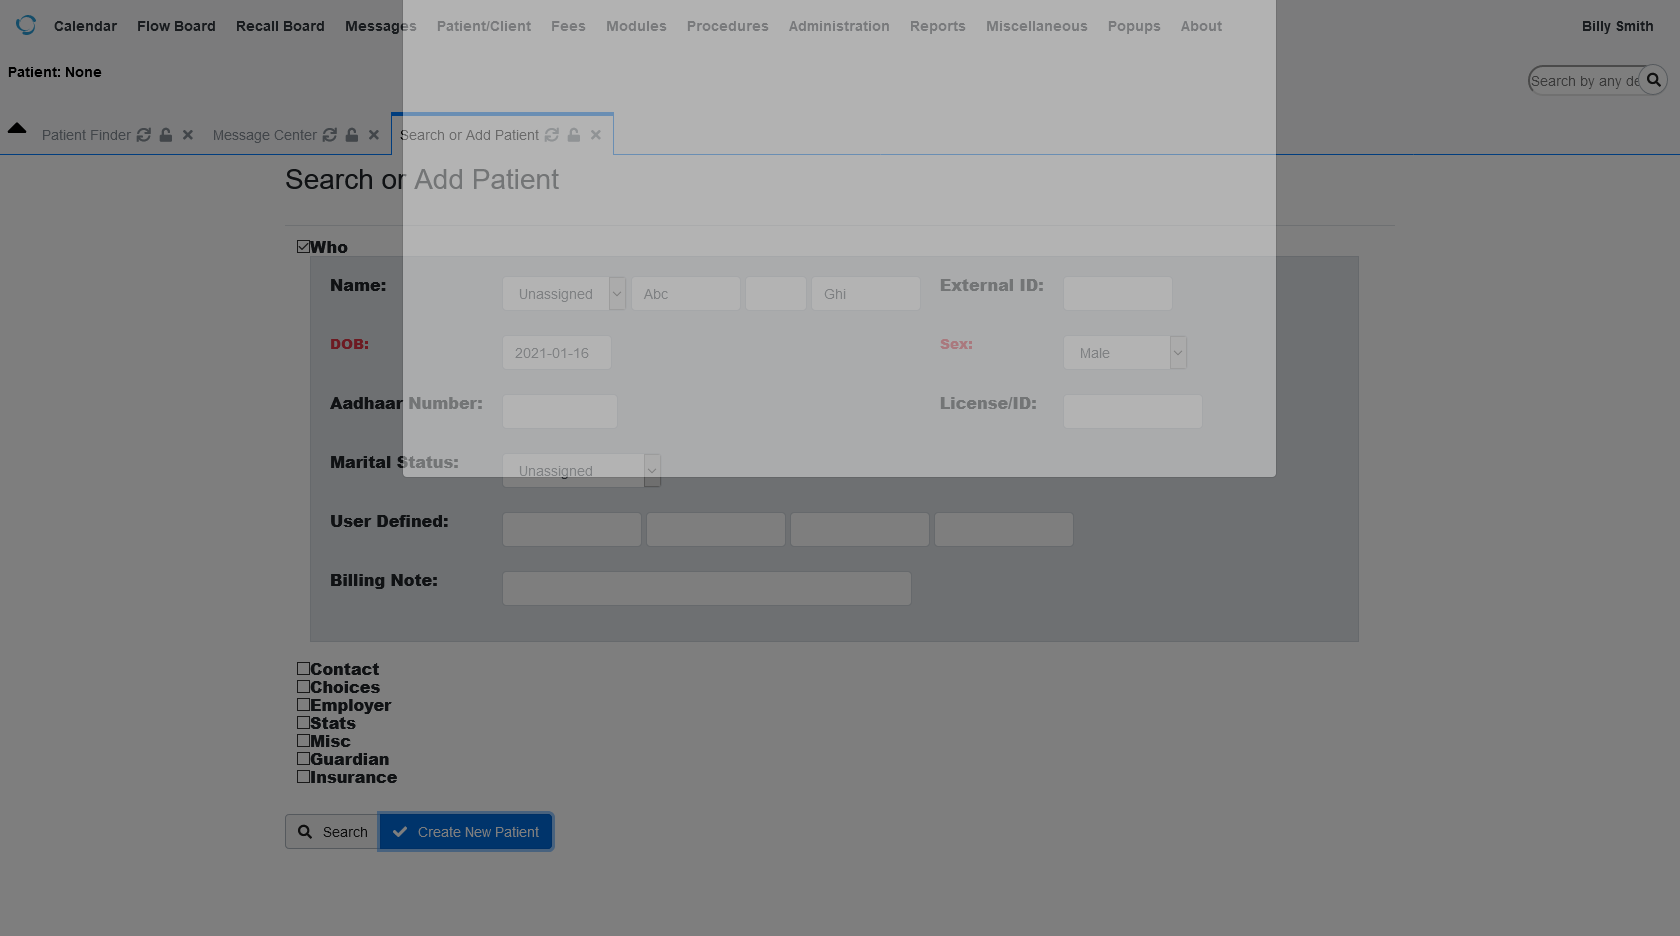 Calendar Flow Board Recall Board Messages Patient/Client Fees Modules Procedures Administration Reports Miscellaneous Popups About Billy Smith
Patient: None
Search by any de
Patient Finder Message Center Search or Add Patient
Search or Add Patient
Who
Name: Unassigned Abc Ghi External ID:
DOB: 2021-01-16 Sex: Male
Aadhaar Number: License/ID:
Marital Status: Unassigned
User Defined:
Billing Note:
Contact
Choices
Employer
Stats
Misc
Guardian
Insurance
Search Create New Patient